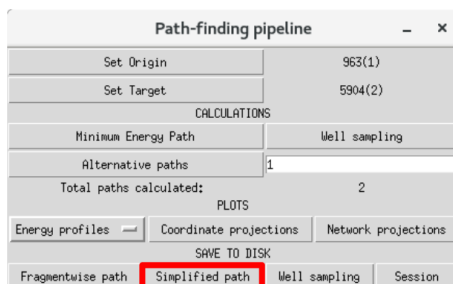 Path-finding pipeline
Set Origin 963(1)
Set Target 5904(2)
CALCULATIONS
Minimum Energy Path Well sampling
Alternative paths 1
Total paths calculated: 2
PLOTS
Energy profiles Coordinate projections Network projections
SAVE TO DISK
Fragmentwise path Simplified path Well sampling Session